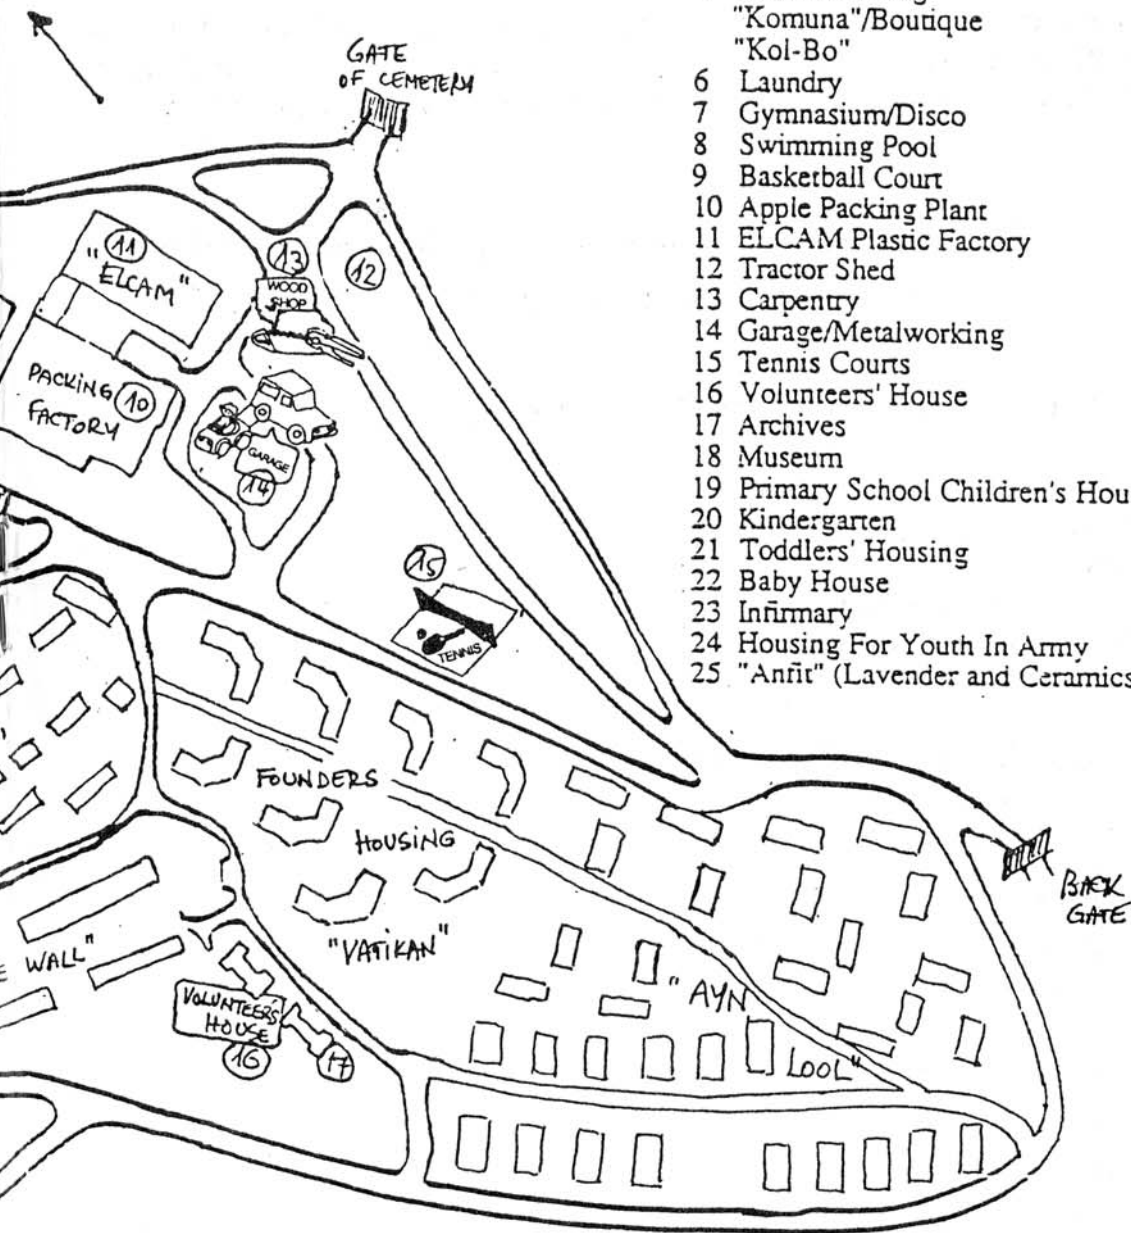 "Komuna"/Boutique
"Kol-Bo"
6 Laundry
7 Gymnasium/Disco
8 Swimming Pool
9 Basketball Court
10 Apple Packing Plant
11 ELCAM Plastic Factory
12 Tractor Shed
13 Carpentry
14 Garage/Metalworking
15 Tennis Courts
16 Volunteers' House
17 Archives
18 Museum
19 Primary School Children's Hou
20 Kindergarten
21 Toddlers' Housing
22 Baby House
23 Infirmary
24 Housing For Youth In Army
25 "Anfit" (Lavender and Ceramics
GATE
OF CEMETERY
11
"ELCAM"
13
WOOD
SHOP
12
PACKING
FACTORY
10
GARAGE
14
15
TENNIS
FOUNDERS
HOUSING
"VATIKAN"
BACK
GATE
WALL"
VOLUNTEER'S
HOUSE
16
17
"AYN
LOOL"